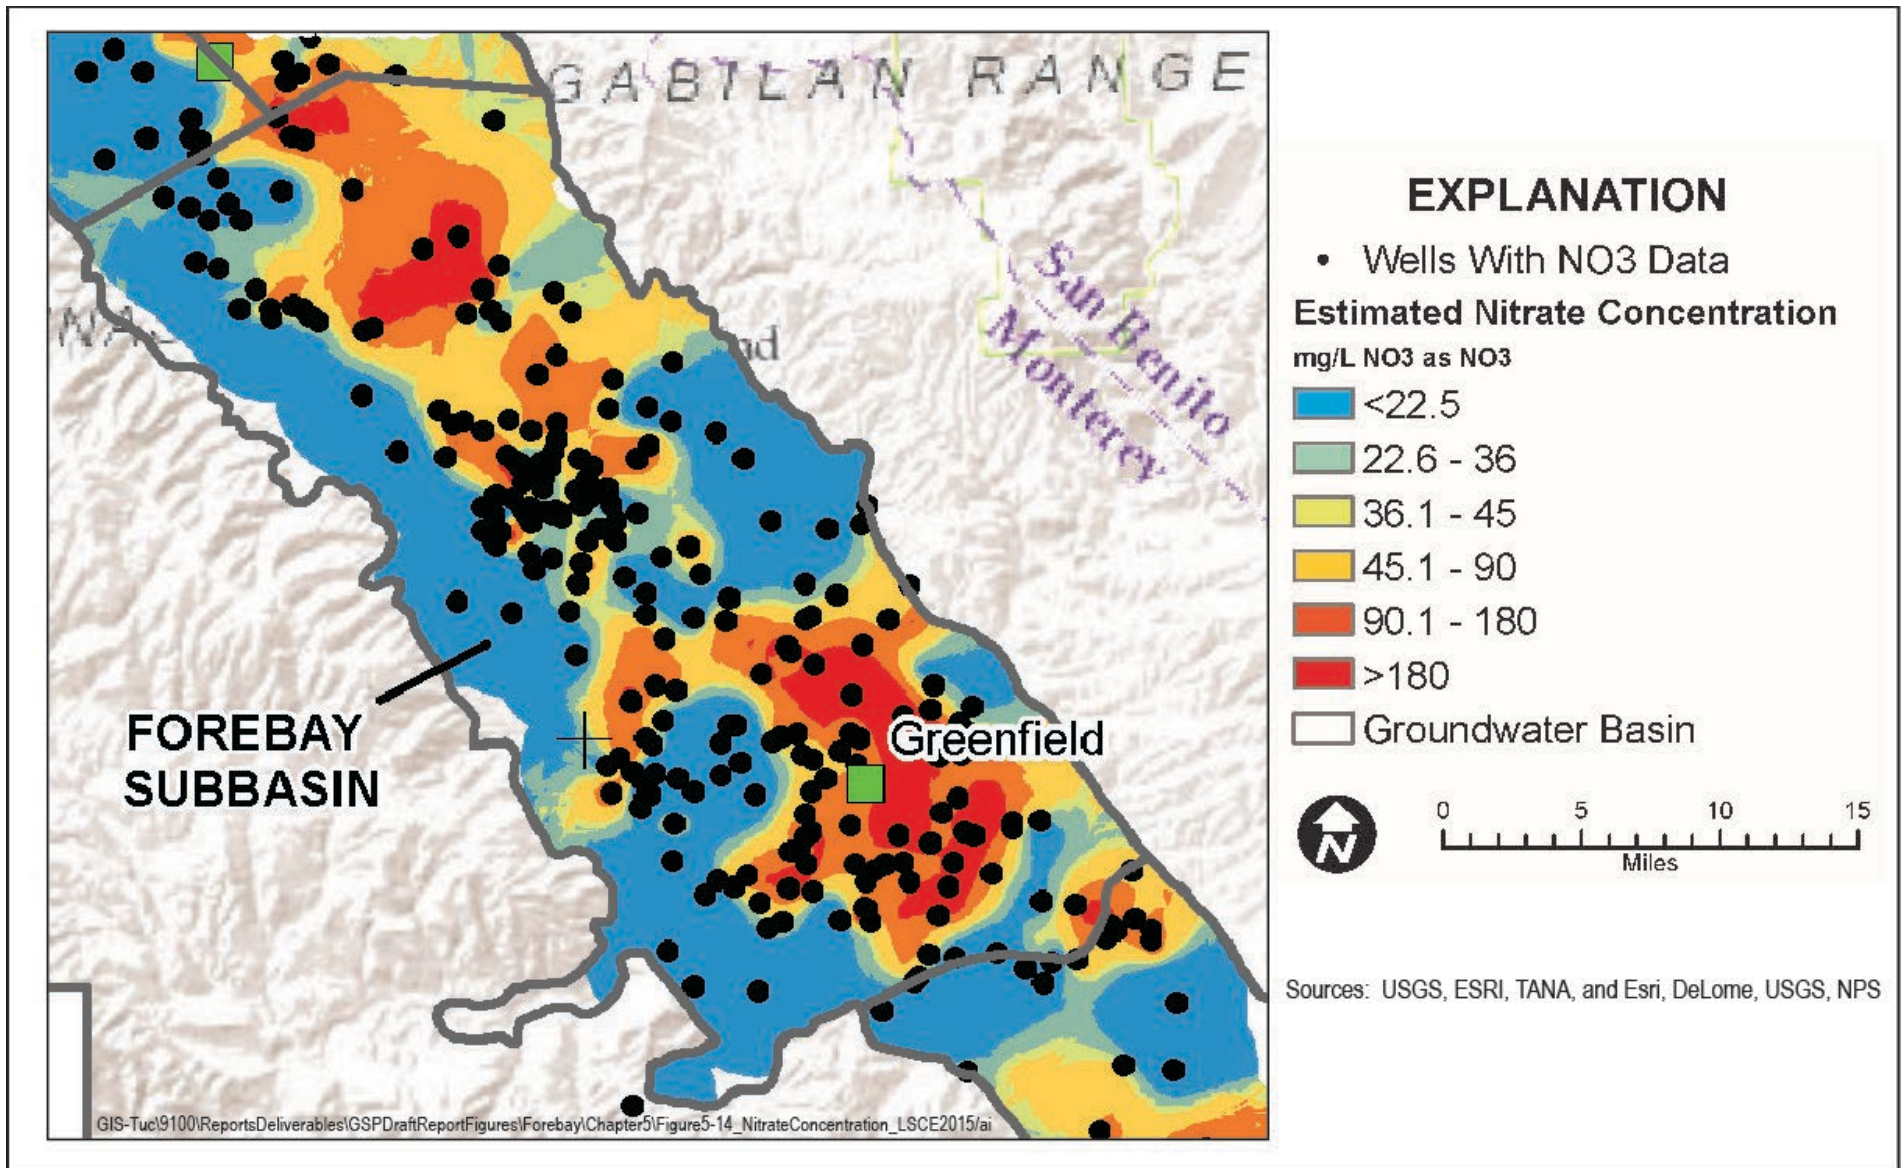 GABILAN RANGE
San Benito
Monterey
FOREBAY
SUBBASIN
Greenfield
GIS-Tuc\9100\ReportsDeliverables\GSPDraftReportFigures\Forebay\Chapter5\Figure5-14_NitrateConcentration_LSCE2015/ai
EXPLANATION
Wells With NO3 Data
Estimated Nitrate Concentration
mg/L NO3 as NO3
<22.5
22.6 - 36
36.1 - 45
45.1 - 90
90.1 - 180
>180
Groundwater Basin
N
0 5 10 15
Miles
Sources: USGS, ESRI, TANA, and Esri, DeLome, USGS, NPS